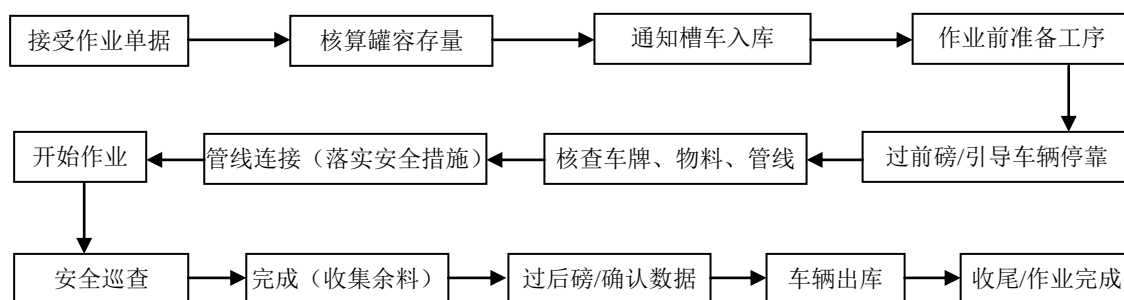 接受作业单据
核算罐容存量
通知槽车入库
作业前准备工序
开始作业
管线连接（落实安全措施）
核查车牌、物料、管线
过前磅/引导车辆停靠
安全巡查
完成（收集余料）
过后磅/确认数据
车辆出库
收尾/作业完成